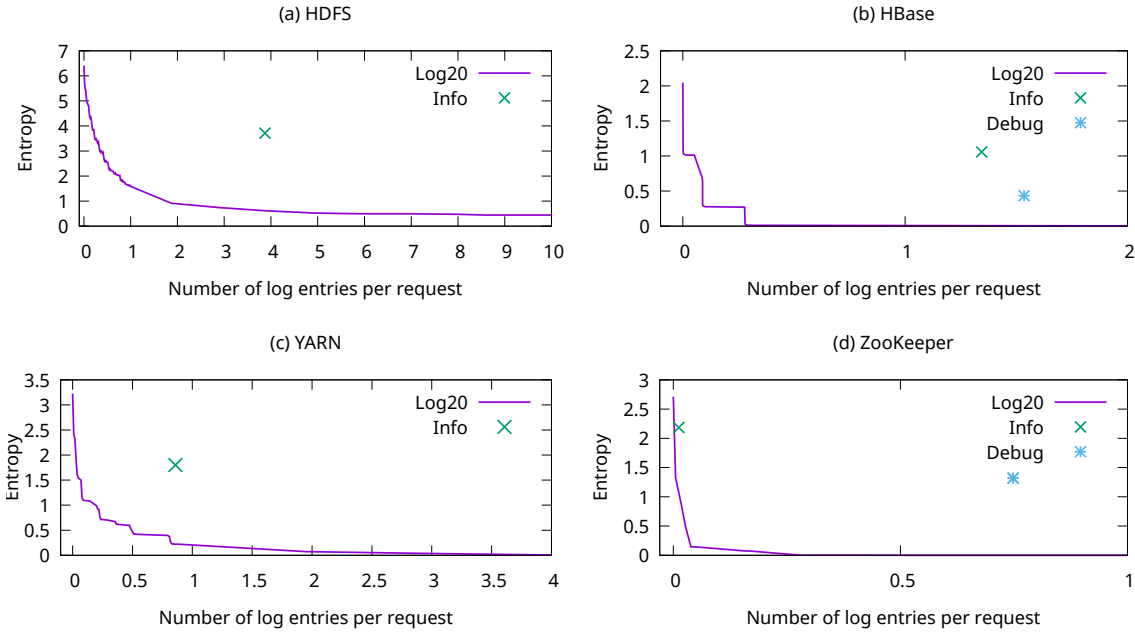 (a) HDFS
7
6
5
4
3
2
1
0
Entropy
Log20
Info
0 1 2 3 4 5 6 7 8 9 10
Number of log entries per request
(b) HBase
2.5
2
1.5
1
0.5
0
Entropy
Log20
Info
Debug
0 1 2
Number of log entries per request
(c) YARN
3.5
3
2.5
2
1.5
1
0.5
0
Entropy
Log20
Info
0 0.5 1 1.5 2 2.5 3 3.5 4
Number of log entries per request
(d) ZooKeeper
3
2.5
2
1.5
1
0.5
0
Entropy
Log20
Info
Debug
0 0.5 1
Number of log entries per request